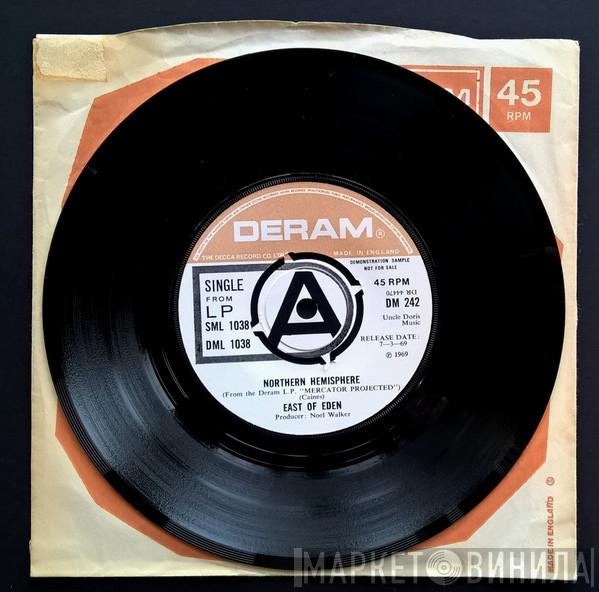 45
RPM
DERAM®
THE DECCA RECORD CO. LTD.
MADE IN ENGLAND
DEMONSTRATION SAMPLE
NOT FOR SALE
SINGLE
FROM
LP
SML 1038
DML 1038
A
45 RPM
DR 44470
DM 242
Uncle Doris
Music
RELEASE DATE:
7—3—69
℗ 1969
NORTHERN HEMISPHERE
(From the Deram L.P. "MERCATOR PROJECTED")
(Caines)
EAST OF EDEN
Producer: Noel Walker
MADE IN ENGLAND
МАРКЕТ ВИНИЛА